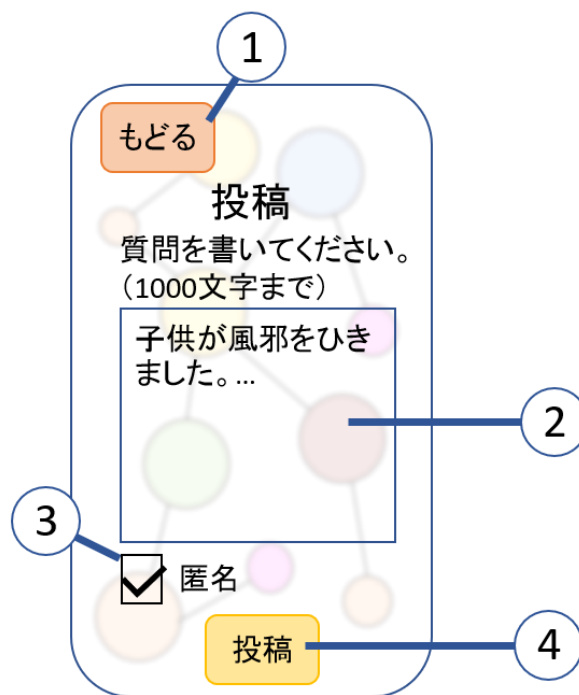 1
もどる
投稿
質問を書いてください。
（1000文字まで）
子供が風邪をひき
ました。...
2
3
匿名
投稿
4